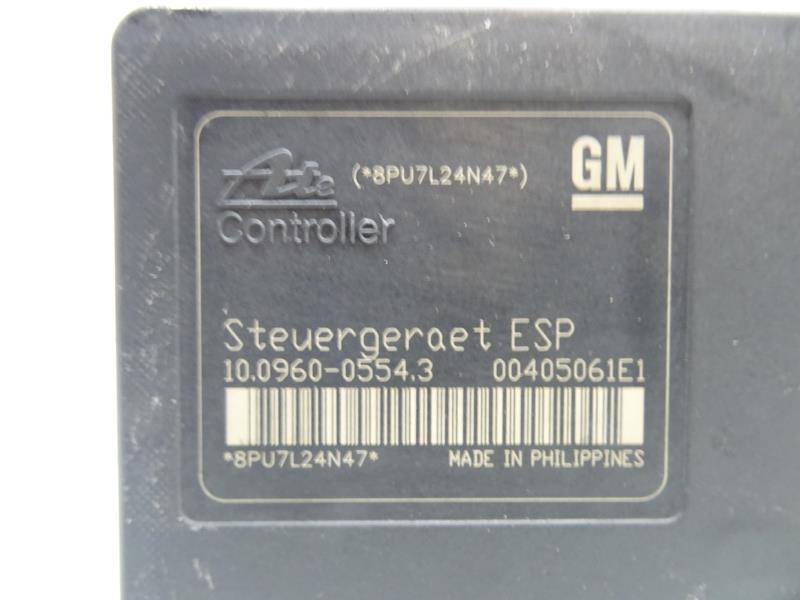 Ate (*8PU7L24N47*) GM
Controller
Steuergeraet ESP
10.0960-0554.3 00405061E1
*8PU7L24N47* MADE IN PHILIPPINES